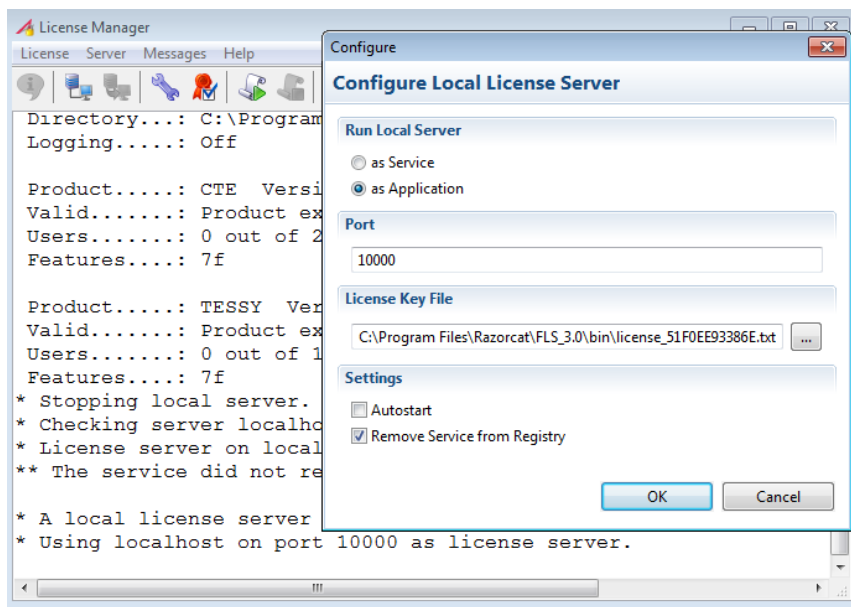 License Manager
License Server Messages Help
Directory...: C:\Program
Logging.....: Off
Product.....: CTE Versi
Valid.......: Product ex
Users.......: 0 out of 2
Features....: 7f
Product.....: TESSY Ver
Valid.......: Product ex
Users.......: 0 out of 1
Features....: 7f
* Stopping local server.
* Checking server localho
* License server on local
** The service did not re
* A local license server
* Using localhost on port 10000 as license server.
Configure
Configure Local License Server
Run Local Server
as Service
as Application
Port
10000
License Key File
C:\Program Files\Razorcat\FLS_3.0\bin\license_51F0EE93386E.txt
...
Settings
Autostart
Remove Service from Registry
OK Cancel